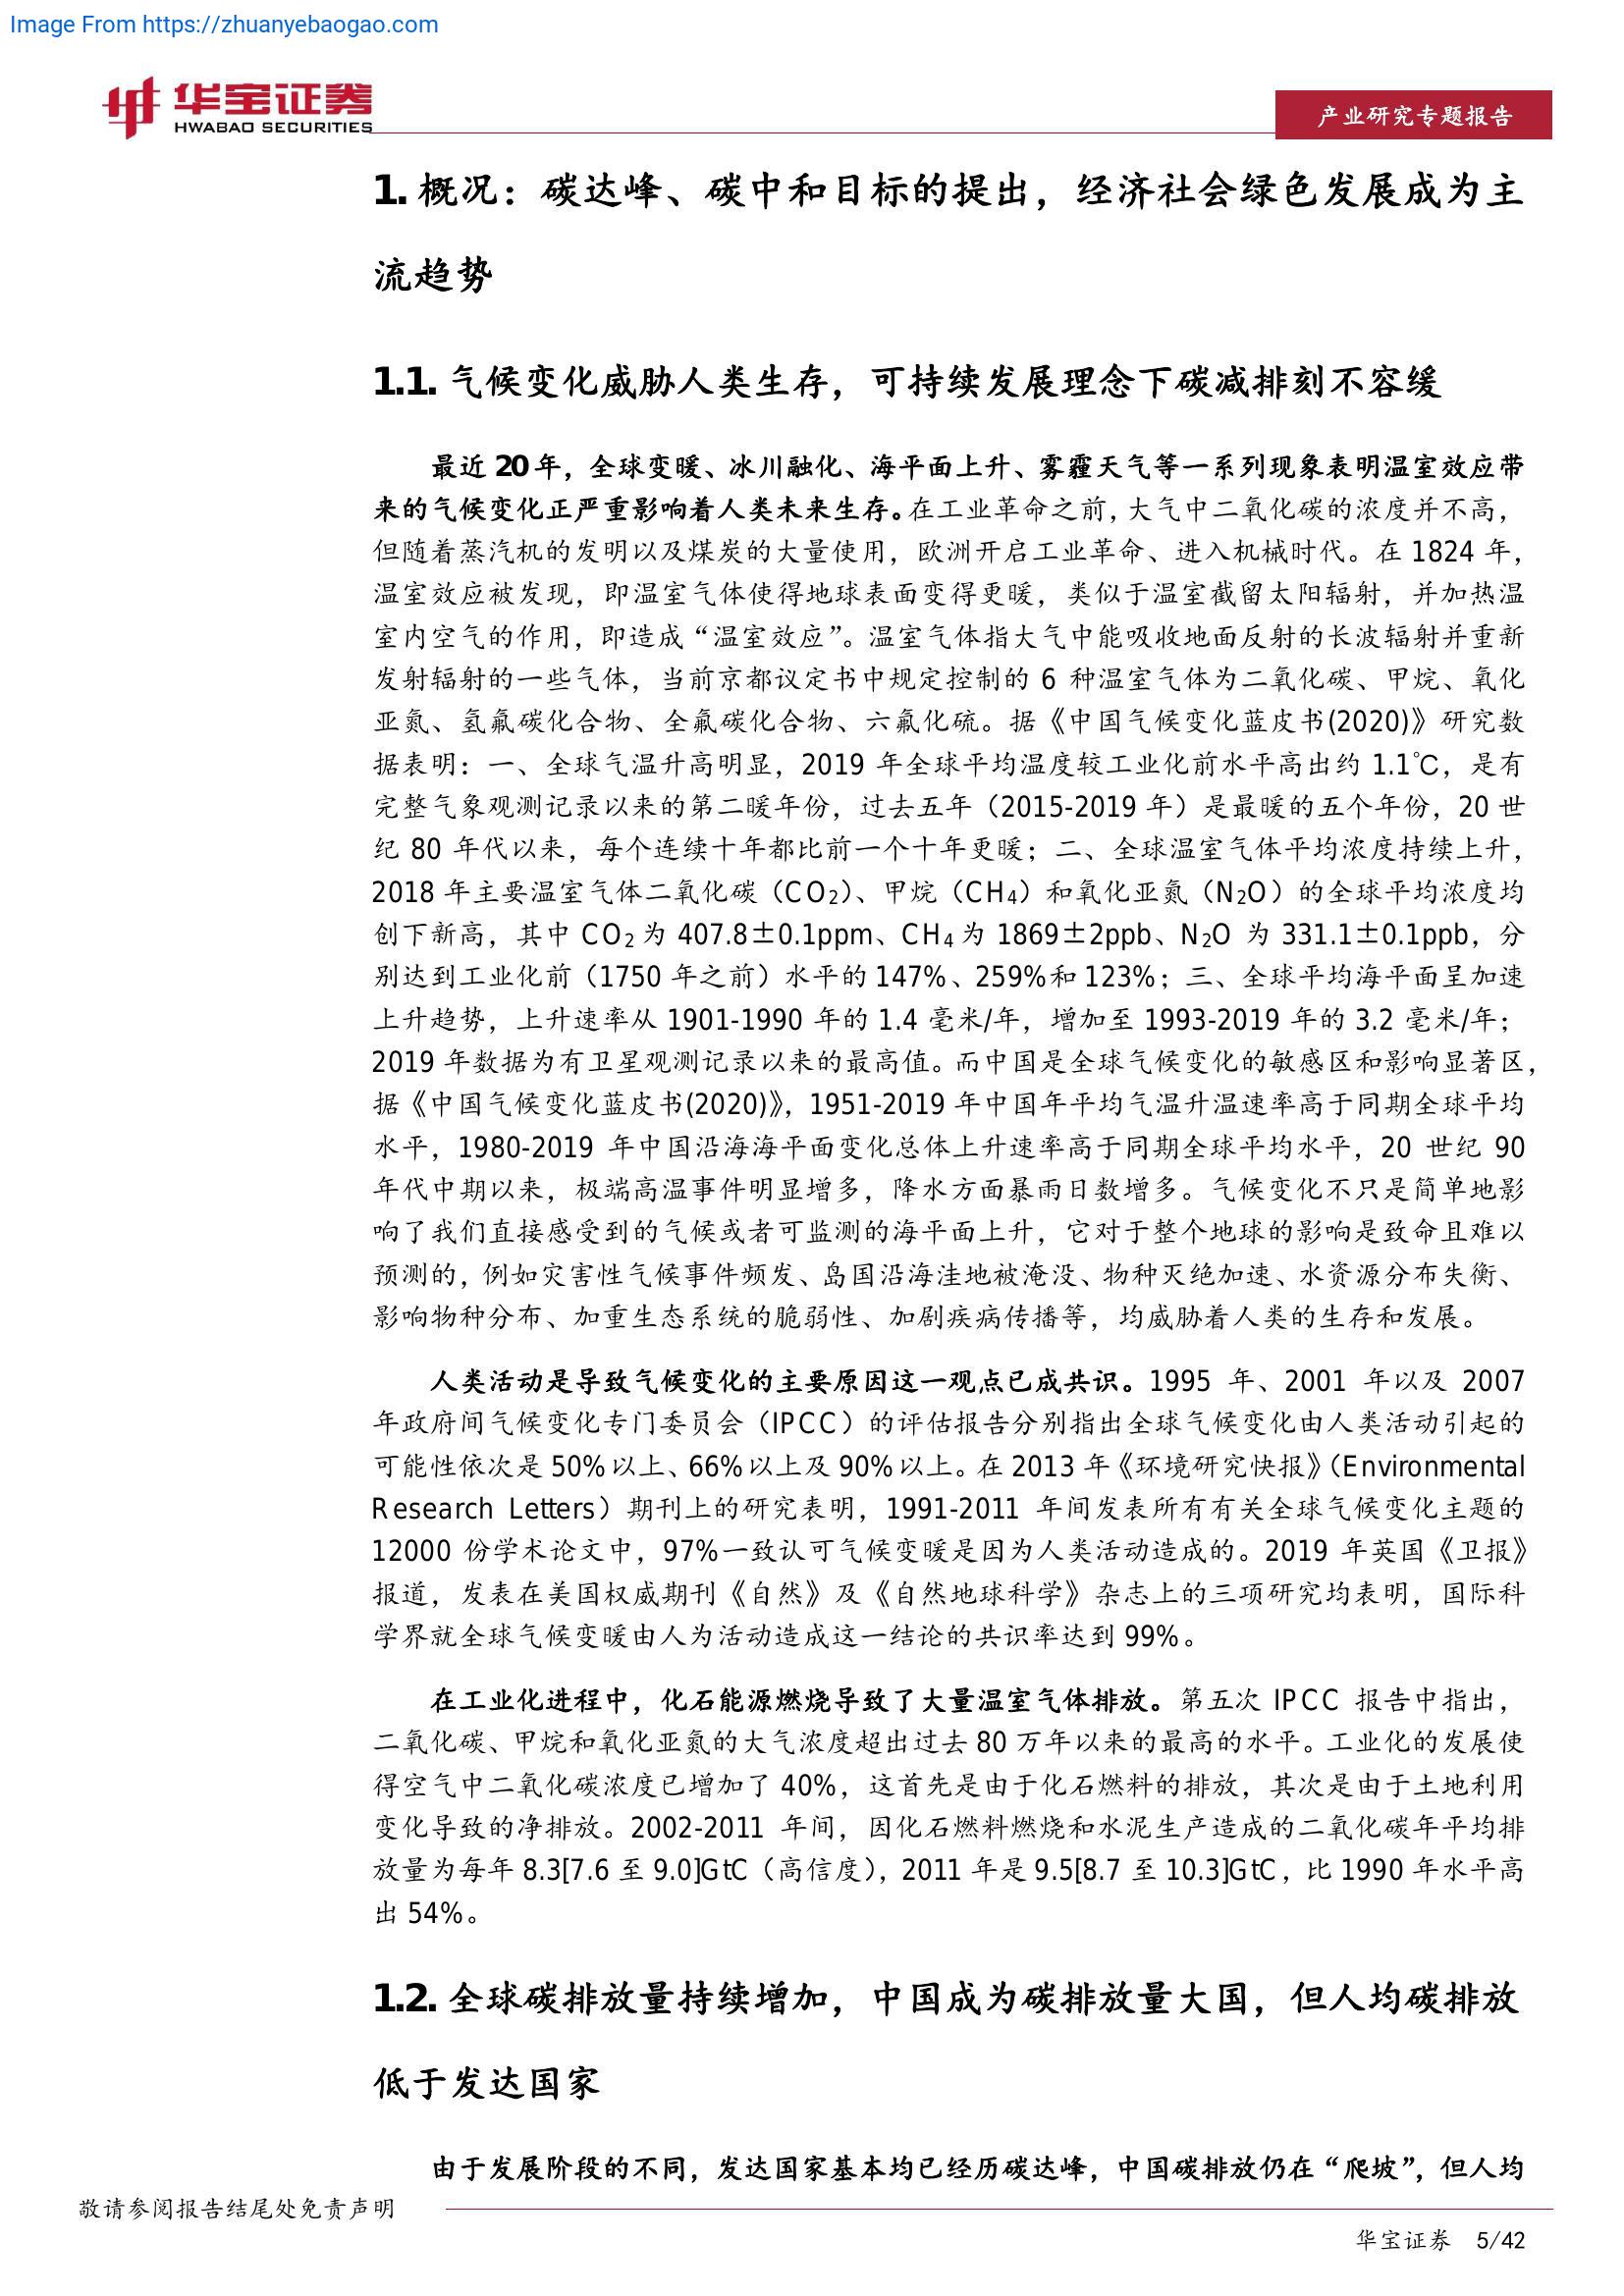 Image From https://zhuanyebaogao.com
华宝证券
HWABAO SECURITIES
产业研究专题报告
1. 概况：碳达峰、碳中和目标的提出，经济社会绿色发展成为主
流趋势
1.1. 气候变化威胁人类生存，可持续发展理念下碳减排刻不容缓
最近 20 年，全球变暖、冰川融化、海平面上升、雾霾天气等一系列现象表明温室效应带
来的气候变化正严重影响着人类未来生存。在工业革命之前，大气中二氧化碳的浓度并不高，
但随着蒸汽机的发明以及煤炭的大量使用，欧洲开启工业革命、进入机械时代。在 1824 年，
温室效应被发现，即温室气体使得地球表面变得更暖，类似于温室截留太阳辐射，并加热温
室内空气的作用，即造成“温室效应”。温室气体指大气中能吸收地面反射的长波辐射并重新
发射辐射的一些气体，当前京都议定书中规定控制的 6 种温室气体为二氧化碳、甲烷、氧化
亚氮、氢氟碳化合物、全氟碳化合物、六氟化硫。据《中国气候变化蓝皮书(2020)》研究数
据表明：一、全球气温升高明显，2019 年全球平均温度较工业化前水平高出约 1.1℃，是有
完整气象观测记录以来的第二暖年份，过去五年（2015-2019 年）是最暖的五个年份，20 世
纪 80 年代以来，每个连续十年都比前一个十年更暖；二、全球温室气体平均浓度持续上升，
2018 年主要温室气体二氧化碳（CO2）、甲烷（CH4）和氧化亚氮（N2O）的全球平均浓度均
创下新高，其中 CO2 为 407.8±0.1ppm、CH4 为 1869±2ppb、N2O 为 331.1±0.1ppb，分
别达到工业化前（1750 年之前）水平的 147%、259%和 123%；三、全球平均海平面呈加速
上升趋势，上升速率从 1901-1990 年的 1.4 毫米/年，增加至 1993-2019 年的 3.2 毫米/年；
2019 年数据为有卫星观测记录以来的最高值。而中国是全球气候变化的敏感区和影响显著区，
据《中国气候变化蓝皮书(2020)》，1951-2019 年中国年平均气温升温速率高于同期全球平均
水平，1980-2019 年中国沿海海平面变化总体上升速率高于同期全球平均水平，20 世纪 90
年代中期以来，极端高温事件明显增多，降水方面暴雨日数增多。气候变化不只是简单地影
响了我们直接感受到的气候或者可监测的海平面上升，它对于整个地球的影响是致命且难以
预测的，例如灾害性气候事件频发、岛国沿海洼地被淹没、物种灭绝加速、水资源分布失衡、
影响物种分布、加重生态系统的脆弱性、加剧疾病传播等，均威胁着人类的生存和发展。
人类活动是导致气候变化的主要原因这一观点已成共识。1995 年、2001 年以及 2007
年政府间气候变化专门委员会（IPCC）的评估报告分别指出全球气候变化由人类活动引起的
可能性依次是 50%以上、66%以上及 90%以上。在 2013 年《环境研究快报》（Environmental
Research Letters）期刊上的研究表明，1991-2011 年间发表所有有关全球气候变化主题的
12000 份学术论文中，97%一致认可气候变暖是因为人类活动造成的。2019 年英国《卫报》
报道，发表在美国权威期刊《自然》及《自然地球科学》杂志上的三项研究均表明，国际科
学界就全球气候变暖由人为活动造成这一结论的共识率达到 99%。
在工业化进程中，化石能源燃烧导致了大量温室气体排放。第五次 IPCC 报告中指出，
二氧化碳、甲烷和氧化亚氮的大气浓度超出过去 80 万年以来的最高的水平。工业化的发展使
得空气中二氧化碳浓度已增加了 40%，这首先是由于化石燃料的排放，其次是由于土地利用
变化导致的净排放。2002-2011 年间，因化石燃料燃烧和水泥生产造成的二氧化碳年平均排
放量为每年 8.3[7.6 至 9.0]GtC（高信度），2011 年是 9.5[8.7 至 10.3]GtC，比 1990 年水平高
出 54%。
1.2. 全球碳排放量持续增加，中国成为碳排放量大国，但人均碳排放
低于发达国家
由于发展阶段的不同，发达国家基本均已经历碳达峰，中国碳排放仍在“爬坡”，但人均
敬请参阅报告结尾处免责声明
华宝证券 5/42